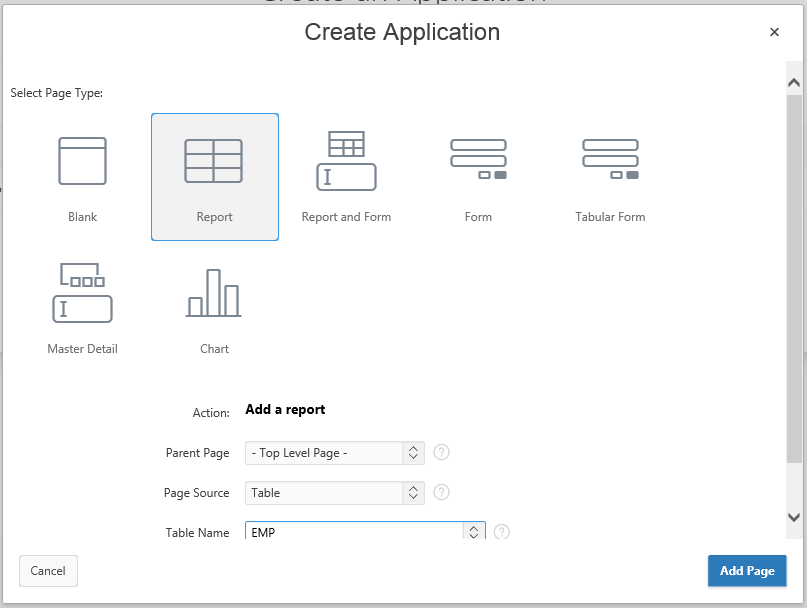 Create Application
×
Select Page Type:
Blank
Report
Report and Form
Form
Tabular Form
Master Detail
Chart
Action: Add a report
Parent Page - Top Level Page - ?
Page Source Table ?
Table Name EMP ?
Cancel
Add Page